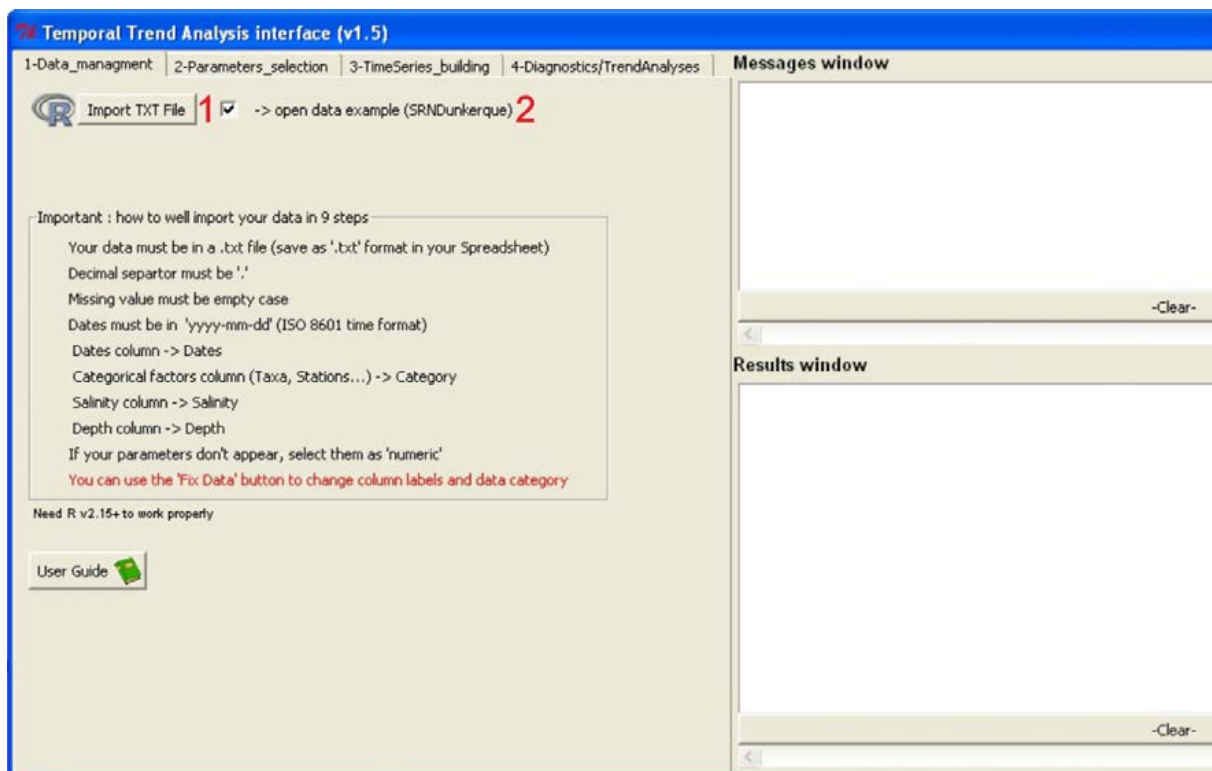 Temporal Trend Analysis interface (v1.5)
1-Data_managment 2-Parameters_selection 3-TimeSeries_building 4-Diagnostics/TrendAnalyses
R Import TXT File 1 -> open data example (SRNDunkerque) 2
Important : how to well import your data in 9 steps
Your data must be in a .txt file (save as '.txt' format in your Spreadsheet)
Decimal separtor must be '.'
Missing value must be empty case
Dates must be in 'yyyy-mm-dd' (ISO 8601 time format)
Dates column -> Dates
Categorical factors column (Taxa, Stations...) -> Category
Salinity column -> Salinity
Depth column -> Depth
If your parameters don't appear, select them as 'numeric'
You can use the 'Fix Data' button to change column labels and data category
Need R v2.15+ to work properly
User Guide
Messages window
-Clear-
Results window
-Clear-